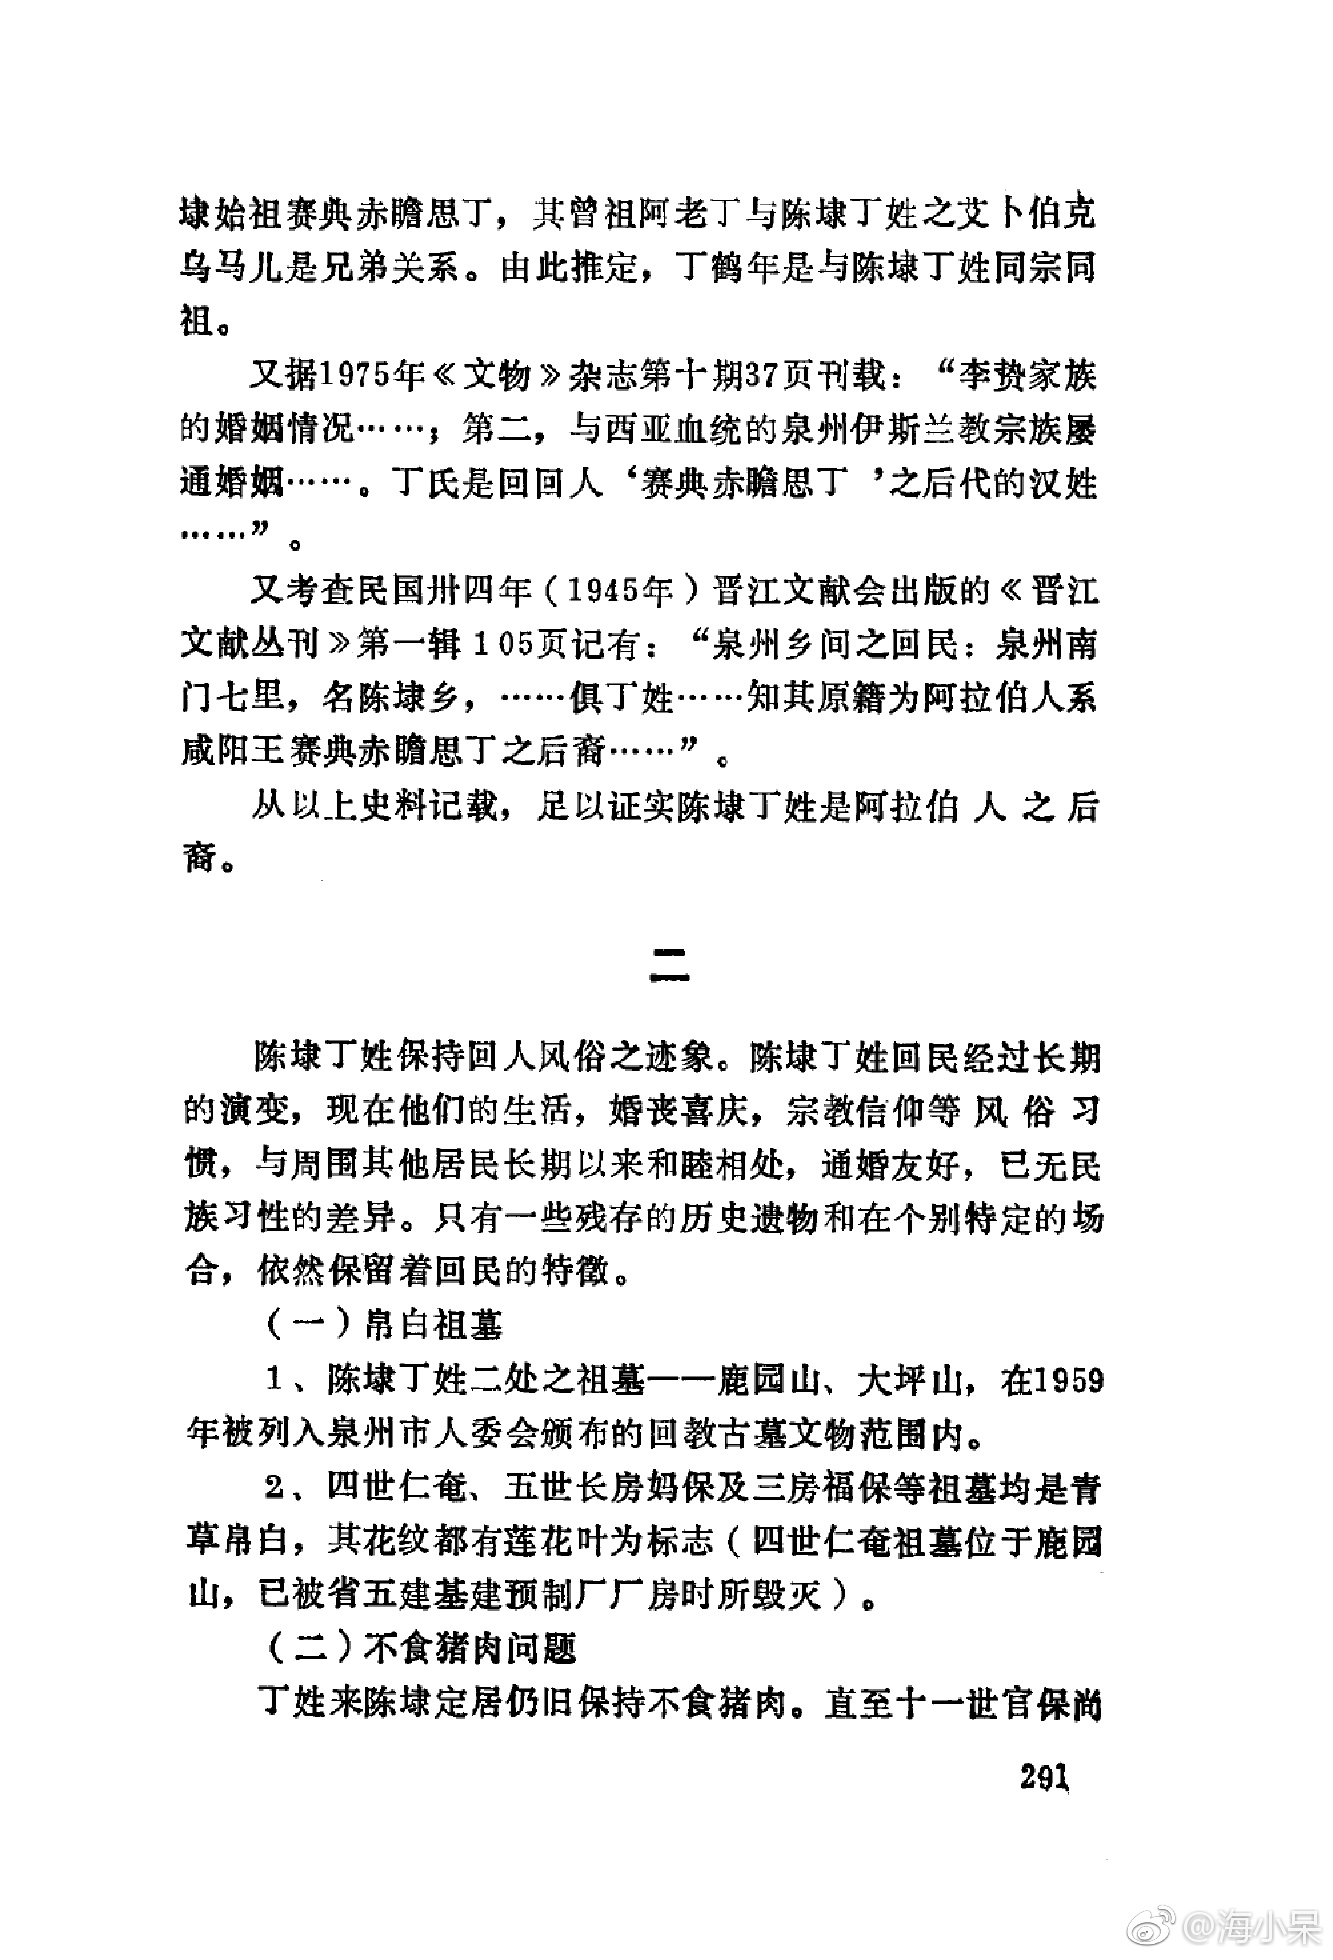 埭始祖赛典赤瞻思丁，其曾祖阿老丁与陈埭丁姓之艾卜伯克
乌马儿是兄弟关系。由此推定，丁鹤年是与陈埭丁姓同宗同
祖。
又据1975年《文物》杂志第十期37页刊载：“李贽家族
的婚姻情况……；第二，与西亚血统的泉州伊斯兰教宗族屡
通婚姻……。丁氏是回回人‘赛典赤瞻思丁’之后代的汉姓
……”。
又考查民国卅四年（1945年）晋江文献会出版的《晋江
文献丛刊》第一辑105页记有：“泉州乡间之回民：泉州南
门七里，名陈埭乡，……俱丁姓……知其原籍为阿拉伯人系
咸阳王赛典赤瞻思丁之后裔……”。
从以上史料记载，足以证实陈埭丁姓是阿拉伯人之后
裔。
二
陈埭丁姓保持回人风俗之迹象。陈埭丁姓回民经过长期
的演变，现在他们的生活，婚丧喜庆，宗教信仰等风俗习
惯，与周围其他居民长期以来和睦相处，通婚友好，已无民
族习性的差异。只有一些残存的历史遗物和在个别特定的场
合，依然保留着回民的特徵。
（一）帛白祖墓
1、陈埭丁姓二处之祖墓——鹿园山、大坪山，在1959
年被列入泉州市人委会颁布的回教古墓文物范围内。
2、四世仁奄、五世长房妈保及三房福保等祖墓均是青
草帛白，其花纹都有莲花叶为标志（四世仁奄祖墓位于鹿园
山，已被省五建基建预制厂厂房时所毁灭）。
（二）不食猪肉问题
丁姓来陈埭定居仍旧保持不食猪肉。直至十一世官保尚
291
@海小呆